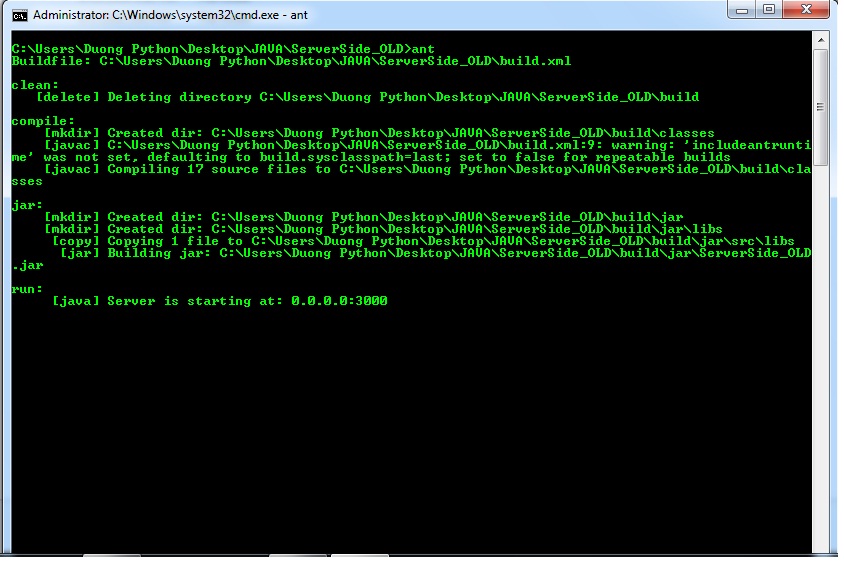 Administrator: C:\Windows\system32\cmd.exe - ant
C:\Users\Duong Python\Desktop\JAVA\ServerSide_OLD>ant
Buildfile: C:\Users\Duong Python\Desktop\JAVA\ServerSide_OLD\build.xml
clean:
[delete] Deleting directory C:\Users\Duong Python\Desktop\JAVA\ServerSide_OLD\build
compile:
[mkdir] Created dir: C:\Users\Duong Python\Desktop\JAVA\ServerSide_OLD\build\classes
[javac] C:\Users\Duong Python\Desktop\JAVA\ServerSide_OLD\build.xml:9: warning: 'includeantrunti
me' was not set, defaulting to build.sysclasspath=last; set to false for repeatable builds
[javac] Compiling 17 source files to C:\Users\Duong Python\Desktop\JAVA\ServerSide_OLD\build\cla
sses
jar:
[mkdir] Created dir: C:\Users\Duong Python\Desktop\JAVA\ServerSide_OLD\build\jar
[mkdir] Created dir: C:\Users\Duong Python\Desktop\JAVA\ServerSide_OLD\build\jar\libs
[copy] Copying 1 file to C:\Users\Duong Python\Desktop\JAVA\ServerSide_OLD\build\jar\src\libs
[jar] Building jar: C:\Users\Duong Python\Desktop\JAVA\ServerSide_OLD\build\jar\ServerSide_OLD
.jar
run:
[java] Server is starting at: 0.0.0.0:3000